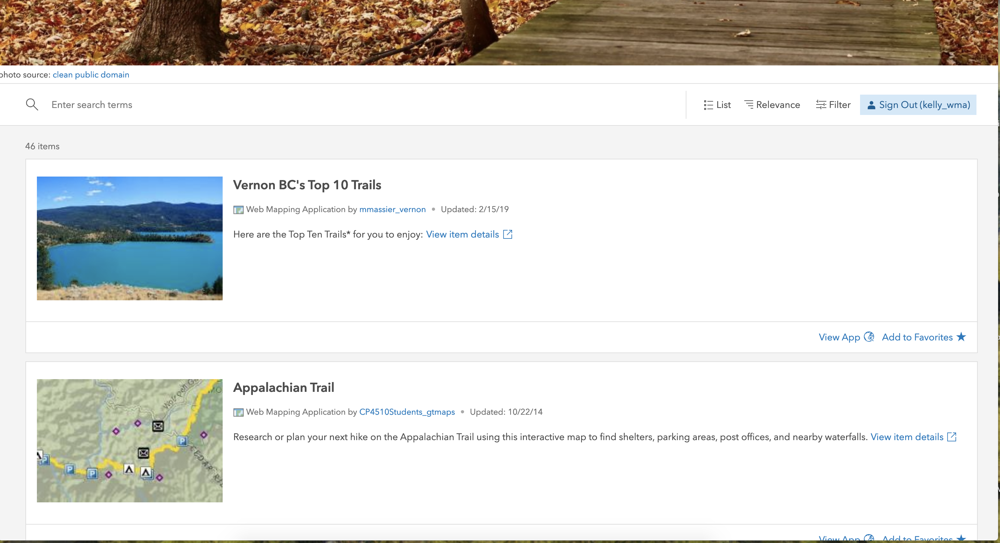 photo source: clean public domain
Enter search terms
List
Relevance
Filter
Sign Out (kelly_wma)
46 items
Vernon BC's Top 10 Trails
Web Mapping Application by mmassier_vernon • Updated: 2/15/19
Here are the Top Ten Trails* for you to enjoy: View item details
View App
Add to Favorites
Appalachian Trail
Web Mapping Application by CP4510Students_gtmaps • Updated: 10/22/14
Research or plan your next hike on the Appalachian Trail using this interactive map to find shelters, parking areas, post offices, and nearby waterfalls. View item details
P
P
P
P
View App
Add to Favorites